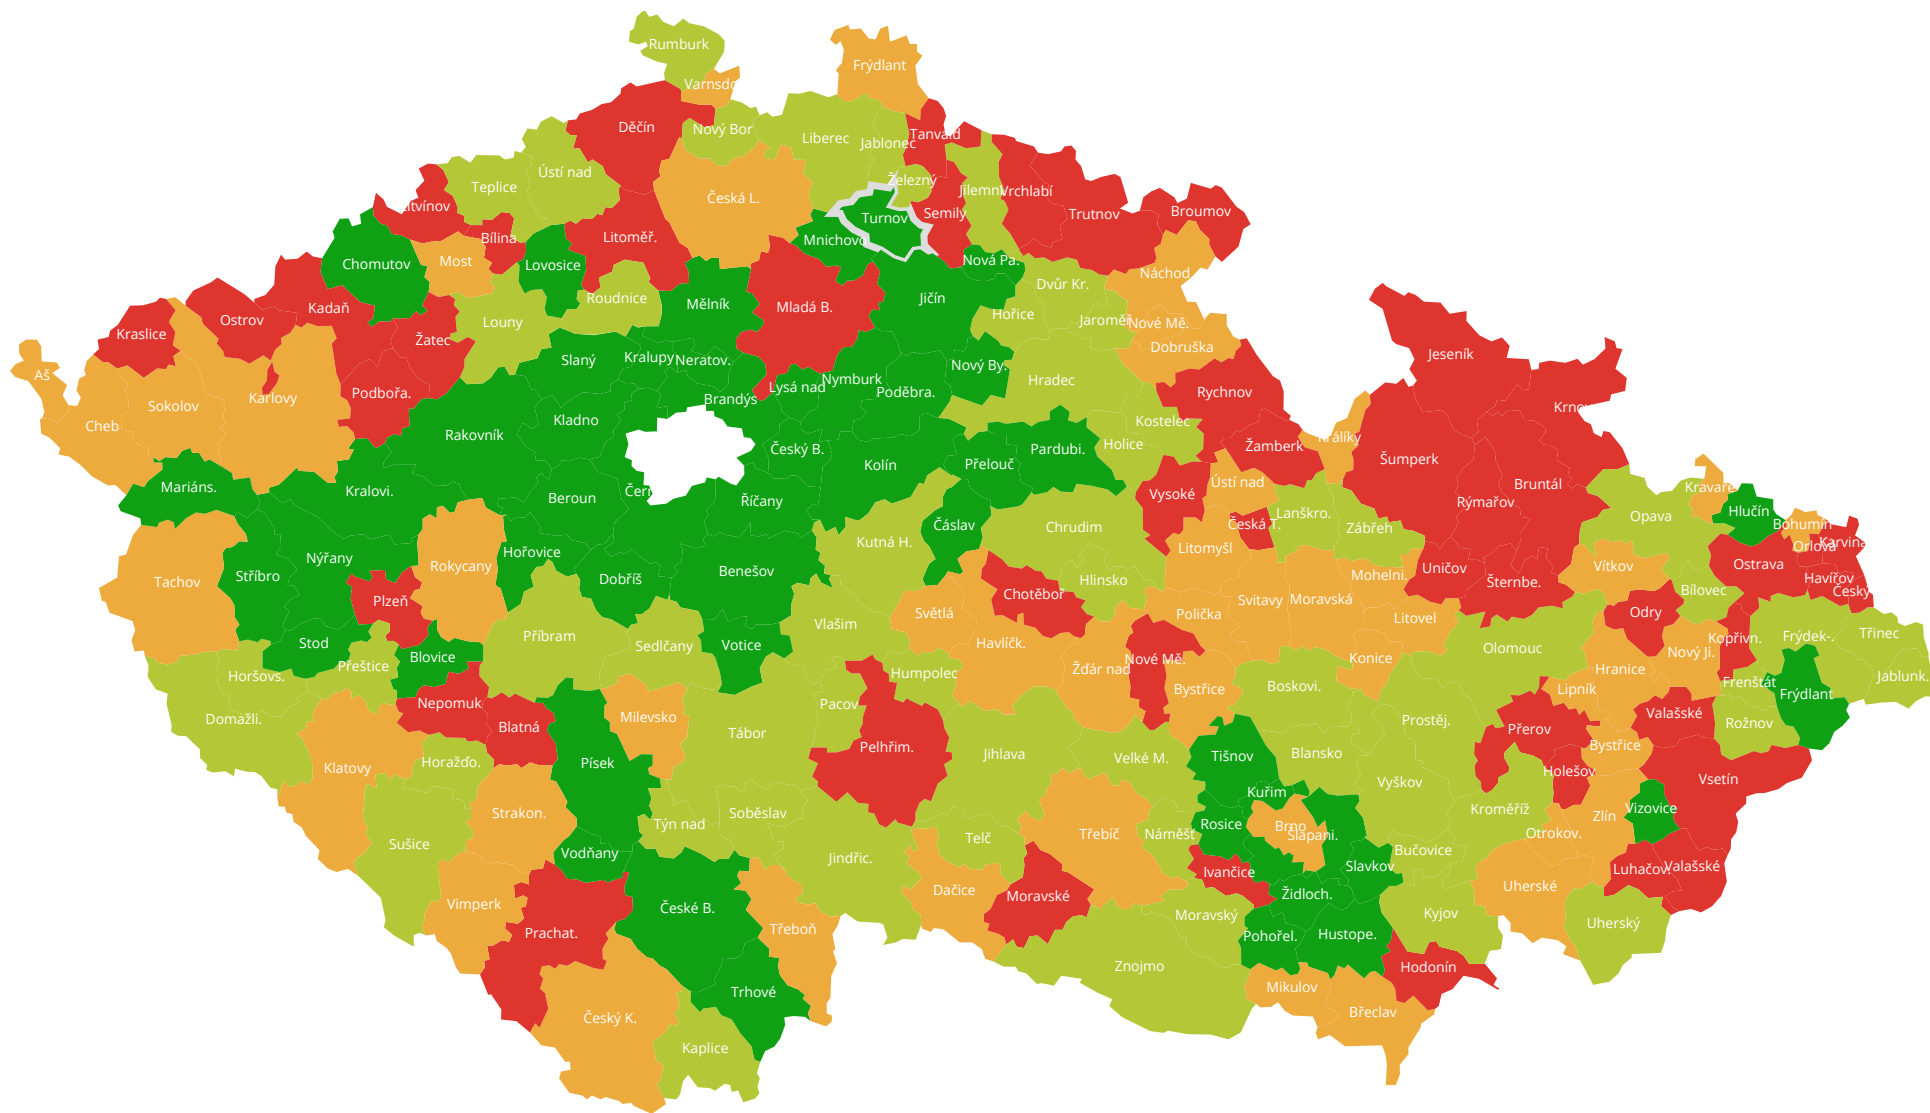 Rumburk
Frýdlant
Varnsdo
Děčín
Nový Bor
Liberec
Jablonec
Tanvald
Ústí nad
Teplice
Železný
Jilemni
Vrchlabí
Česká L.
Litvínov
Turnov
Semily
Trutnov
Broumov
Bílina
Litoměř.
Mnichovo
Chomutov
Most
Lovosice
Nová Pa.
Náchod
Roudnice
Mělník
Mladá B.
Jičín
Dvůr Kr.
Kadaň
Ostrov
Kraslice
Louny
Hořice
Jaroměř
Nové Mě.
Žatec
Dobruška
Slaný
Kralupy
Neratov.
Jeseník
Aš
Podbořa.
Lysá nad
Nymburk
Nový By.
Hradec
Poděbra.
Brandýs
Rychnov
Sokolov
Karlovy
Cheb
Kladno
Kostelec
Krnov
Rakovník
Český B.
Pardubi.
Holice
Žamberk
Králíky
Kolín
Přelouč
Šumperk
Mariáns.
Kralovi.
Beroun
Čern
Říčany
Vysoké
Ústí nad
Bruntál
Rýmařov
Kravaře
Čáslav
Chrudim
Česká T.
Lanškro.
Zábřeh
Opava
Hlučín
Bohumín
Kutná H.
Litomyšl
Orlová
Karviná
Nýřany
Hořovice
Rokycany
Stříbro
Tachov
Dobříš
Benešov
Hlinsko
Mohelni.
Uničov
Šternbe.
Vítkov
Ostrava
Havířov
Český
Plzeň
Chotěbor
Světlá
Polička
Svitavy
Moravská
Litovel
Odry
Bílovec
Vlašim
Příbram
Sedlčany
Votice
Stod
Blovice
Přeštice
Havlíčk.
Kopřivn.
Frýdek-.
Třinec
Nový Ji.
Olomouc
Konice
Nové Mě.
Žďár nad
Horšovs.
Humpolec
Bystřice
Boskovi.
Hranice
Lipník
Frenštát
Frýdlant
Jablunk.
Domažli.
Nepomuk
Blatná
Milevsko
Pacov
Tábor
Pelhřim.
Prostěj.
Přerov
Valašské
Rožnov
Klatovy
Horažďo.
Písek
Jihlava
Velké M.
Tišnov
Blansko
Bystřice
Holešov
Vsetín
Vyškov
Kuřim
Strakon.
Týn nad
Soběslav
Kroměříž
Vizovice
Zlín
Sušice
Vodňany
Jindřic.
Telč
Třebíč
Náměšť
Rosice
Brno
Šlapani.
Otrokov.
Bučovice
Slavkov
Ivančice
Luhačov.
Valašské
Vimperk
České B.
Dačice
Moravské
Židloch.
Uherské
Prachat.
Třeboň
Moravský
Pohořel.
Hustope.
Kyjov
Uherský
Znojmo
Hodonín
Mikulov
Trhové
Český K.
Břeclav
Kaplice